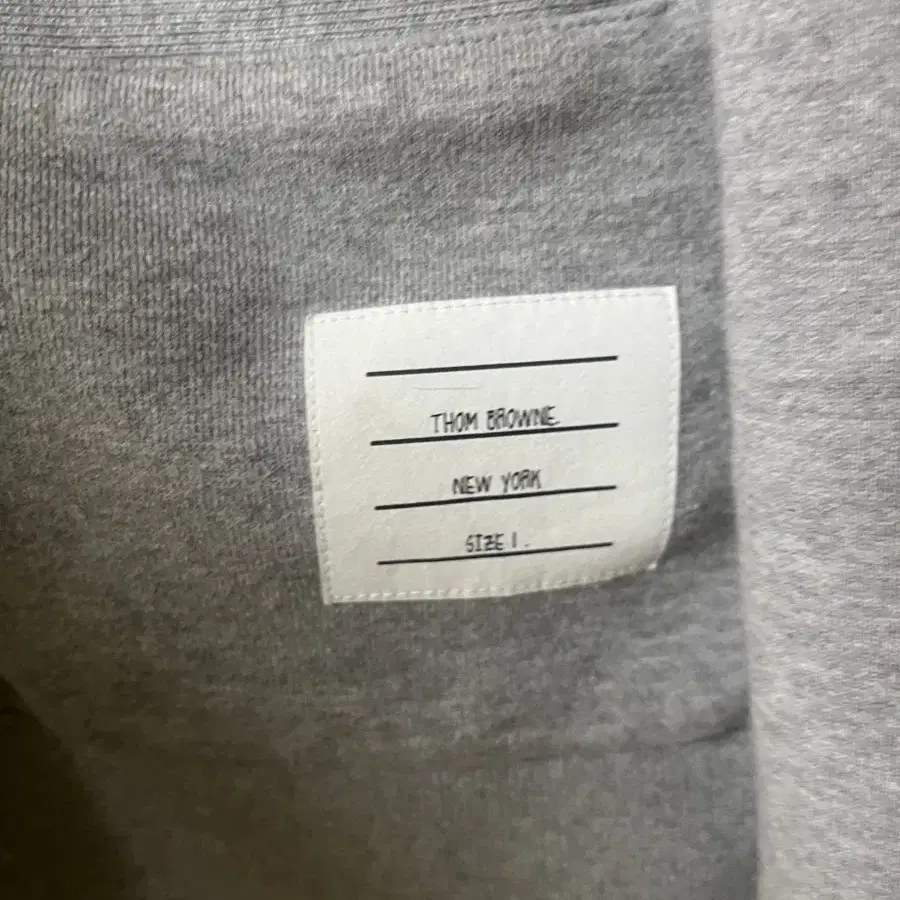 THOM BROWNE.
NEW YORK
SIZE 1.